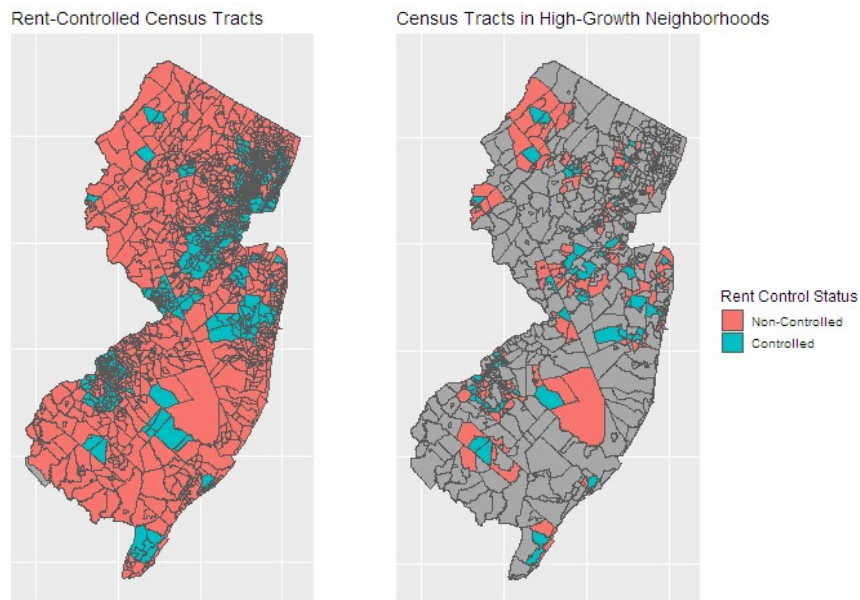 Rent-Controlled Census Tracts
Census Tracts in High-Growth Neighborhoods
Rent Control Status
Non-Controlled
Controlled